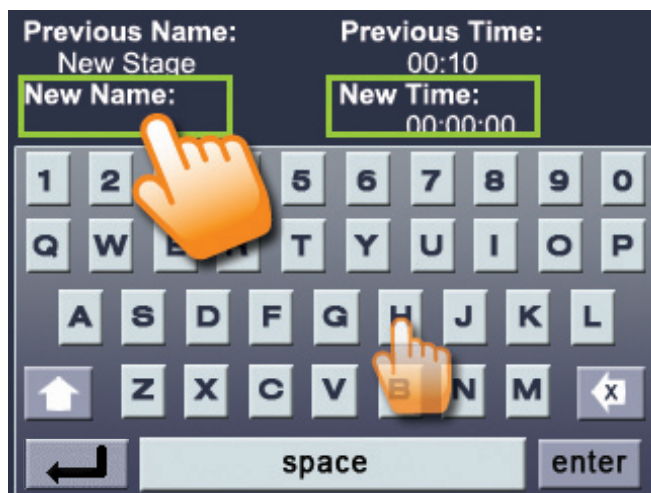 Previous Name: Previous Time:
New Stage 00:10
New Name: New Time:
00:00:00
1 2 5 6 7 8 9 0
Q W E R T Y U I O P
A S D F G H J K L
Z X C V B N M X
space enter